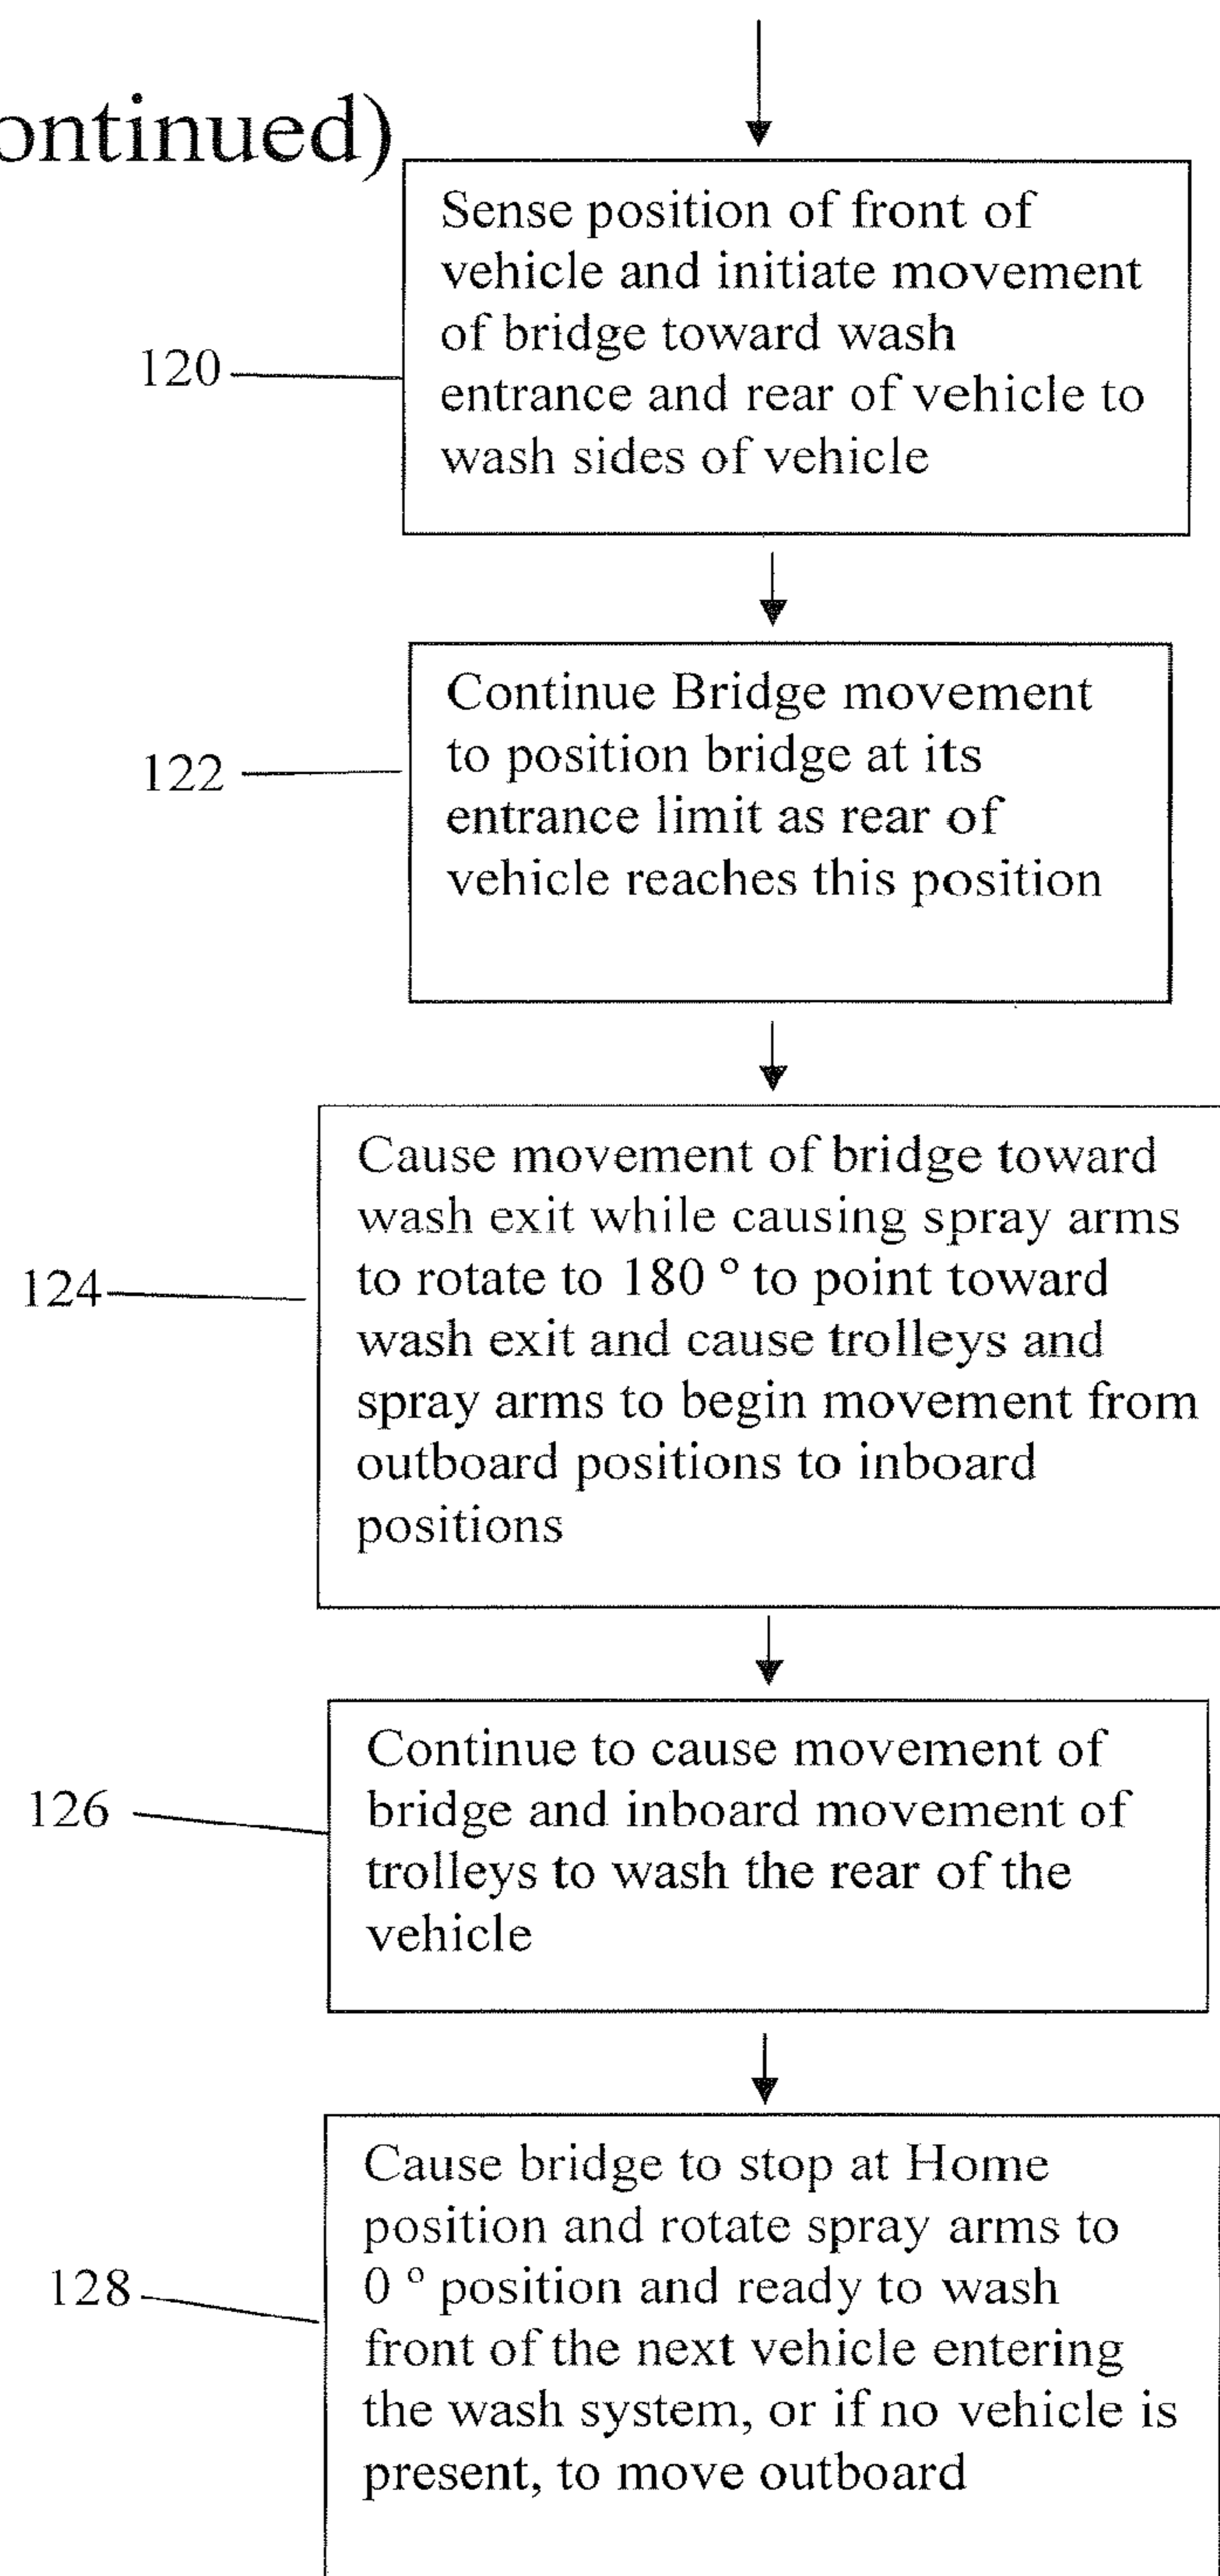 ontinued)
Sense position of front of
vehicle and initiate movement
of bridge toward wash
entrance and rear of vehicle to
wash sides of vehicle
120
Continue Bridge movement
to position bridge at its
entrance limit as rear of
vehicle reaches this position
122
Cause movement of bridge toward
wash exit while causing spray arms
to rotate to 180 ° to point toward
wash exit and cause trolleys and
spray arms to begin movement from
outboard positions to inboard
positions
124
Continue to cause movement of
bridge and inboard movement of
trolleys to wash the rear of the
vehicle
126
Cause bridge to stop at Home
position and rotate spray arms to
0 ° position and ready to wash
front of the next vehicle entering
the wash system, or if no vehicle is
present, to move outboard
128